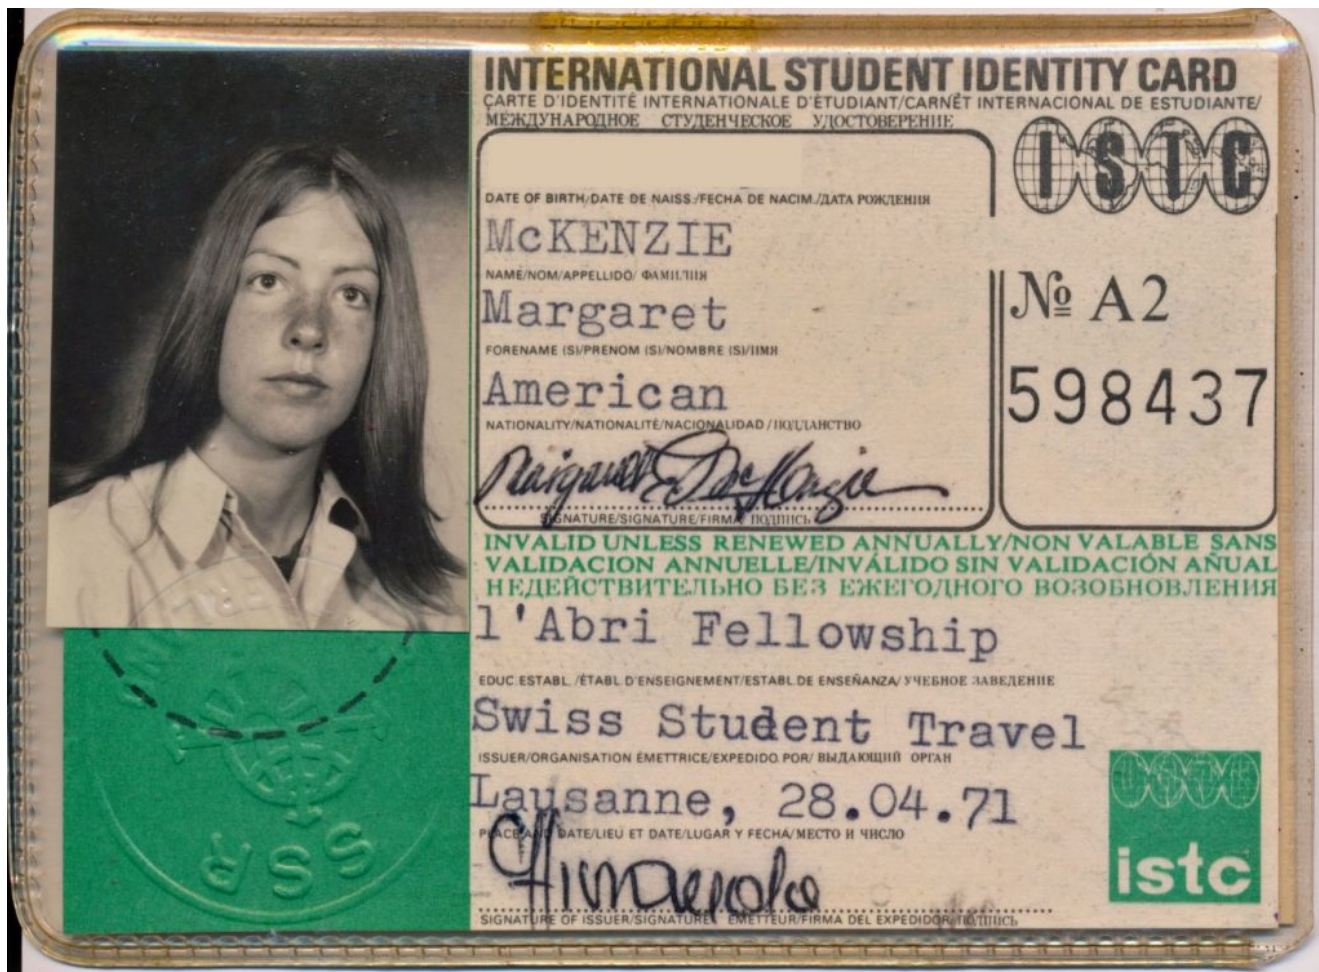 INTERNATIONAL STUDENT IDENTITY CARD
CARTE D'IDENTITÉ INTERNATIONALE D'ÉTUDIANT/CARNÉT INTERNACIONAL DE ESTUDIANTE/
МЕЖДУНАРОДНОЕ СТУДЕНЧЕСКОЕ УДОСТОВЕРЕНИЕ
ISTC
DATE OF BIRTH/DATE DE NAISS./FECHA DE NACIM./ДАТА РОЖДЕНИЯ
McKENZIE
NAME/NOM/APPELLIDO/ ФАМИЛИЯ
Margaret
FORENAME (S)/PRENOM (S)/NOMBRE (S)/ИМЯ
American
NATIONALITY/NATIONALITÉ/NACIONALIDAD/ПОДДАНСТВО
№ A2
598437
Margaret E McKenzie
SIGNATURE/SIGNATURE/FIRMA/ ПОДПИСЬ
INVALID UNLESS RENEWED ANNUALLY/NON VALABLE SANS
VALIDACION ANNUELLE/INVÁLIDO SIN VALIDACIÓN AÑUAL
НЕДЕЙСТВИТЕЛЬНО БЕЗ ЕЖЕГОДНОГО ВОЗОБНОВЛЕНИЯ
l'Abri Fellowship
EDUC. ESTABL./ÉTABL D'ENSEIGNEMENT/ESTABL.DE ENSEÑANZA/ УЧЕБНОЕ ЗАВЕДЕНИЕ
Swiss Student Travel
ISSUER/ORGANISATION ÉMETTRICE/EXPEDIDO POR/ ВЫДАЮЩИЙ ОРГАН
Lausanne, 28.04.71
PLACE AND DATE/LIEU ET DATE/LUGAR Y FECHA/МЕСТО И ЧИСЛО
SIGNATURE OF ISSUER/SIGNATURE EMETTEUR/FIRMA DEL EXPEDIDOR/ПОДПИСЬ
istc
SSR